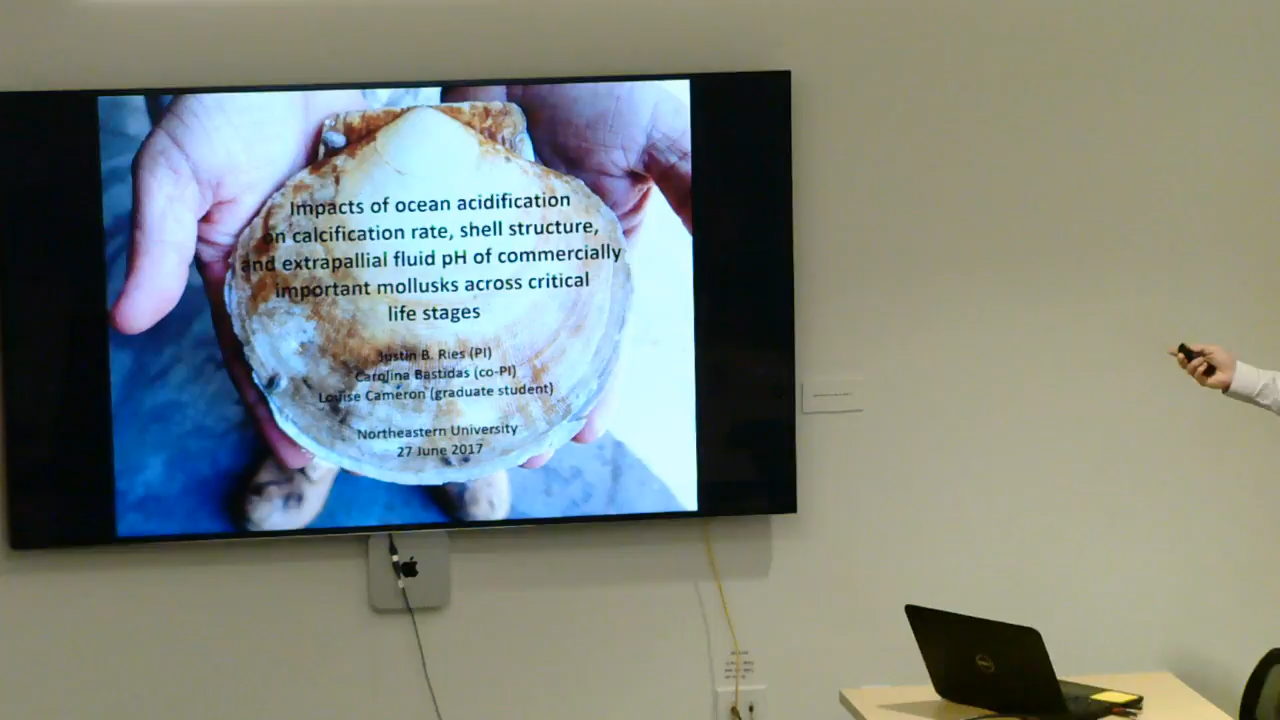 Impacts of ocean acidification
on calcification rate, shell structure,
and extrapallial fluid pH of commercially
important mollusks across critical
life stages
Justin B. Ries (PI)
Carolina Bastidas (co-PI)
Louise Cameron (graduate student)
Northeastern University
27 June 2017
DELL